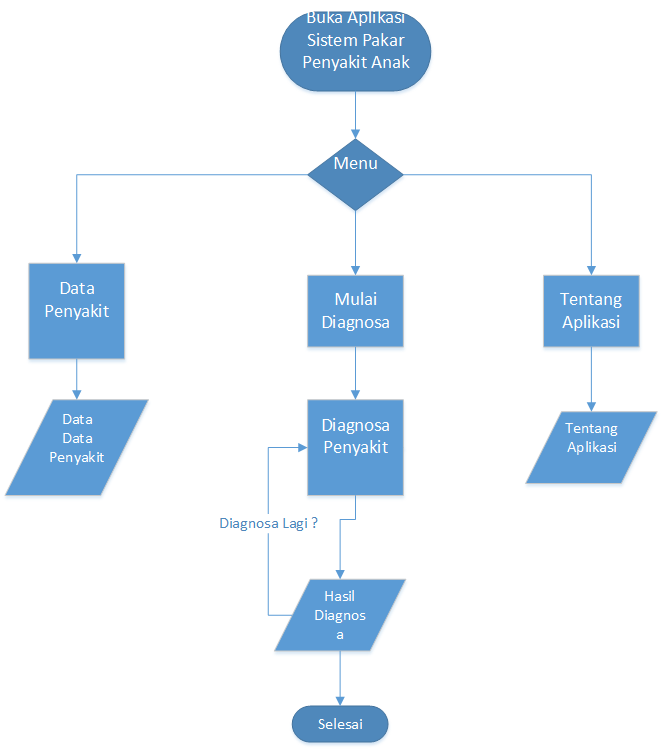 Buka Aplikasi
Sistem Pakar
Penyakit Anak
Menu
Data
Penyakit
Mulai
Diagnosa
Tentang
Aplikasi
Data
Data
Penyakit
Diagnosa
Penyakit
Tentang
Aplikasi
Diagnosa Lagi ?
Hasil
Diagnos
a
Selesai